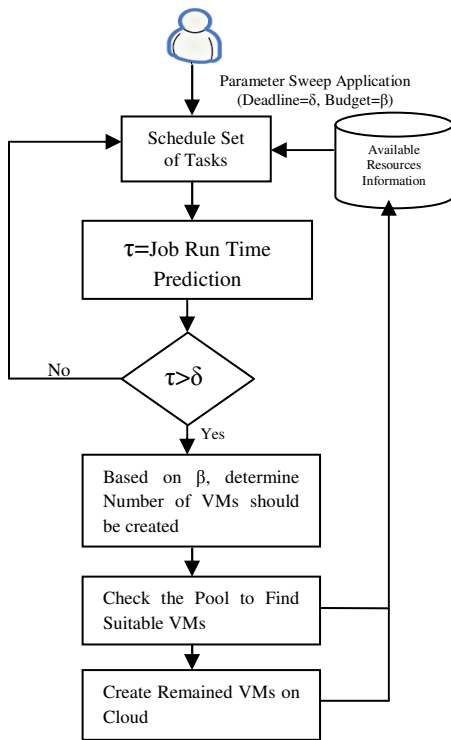 Parameter Sweep Application
(Deadline=δ, Budget=β)
Schedule Set
of Tasks
Available
Resources
Information
τ=Job Run Time
Prediction
No
τ>δ
Yes
Based on β, determine
Number of VMs should
be created
Check the Pool to Find
Suitable VMs
Create Remained VMs on
Cloud